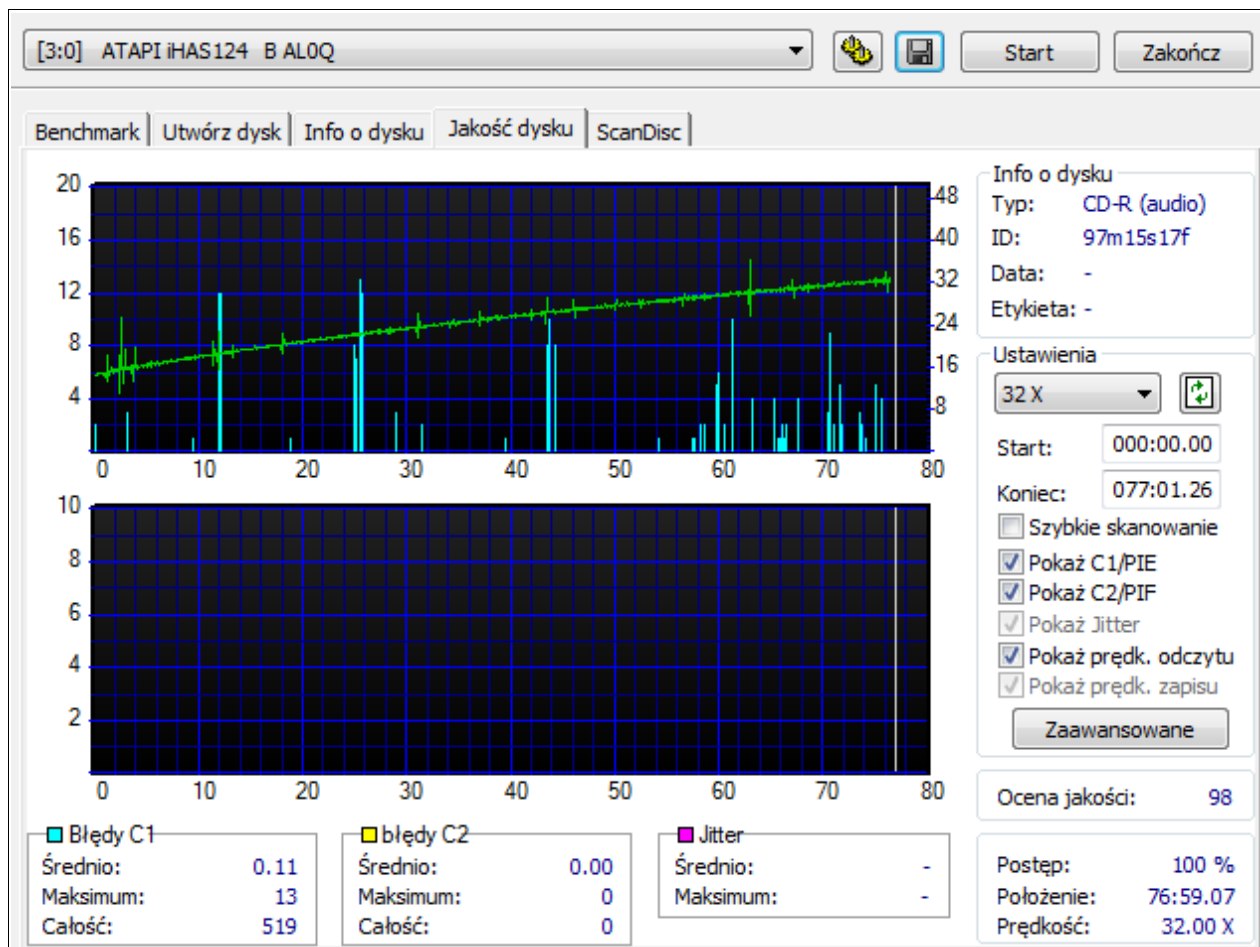 [3:0] ATAPI iHAS124 B AL0Q
Start
Zakończ
Benchmark
Utwórz dysk
Info o dysku
Jakość dysku
ScanDisc
20
16
12
8
4
48
40
32
24
16
8
0 10 20 30 40 50 60 70 80
10
8
6
4
2
0 10 20 30 40 50 60 70 80
Błędy C1
Średnio: 0.11
Maksimum: 13
Całość: 519
błędy C2
Średnio: 0.00
Maksimum: 0
Całość: 0
Jitter
Średnio: -
Maksimum: -
Info o dysku
Typ: CD-R (audio)
ID: 97m15s17f
Data: -
Etykieta: -
Ustawienia
32 X
Start: 000:00.00
Koniec: 077:01.26
Szybkie skanowanie
Pokaż C1/PIE
Pokaż C2/PIF
Pokaż Jitter
Pokaż prędk. odczytu
Pokaż prędk. zapisu
Zaawansowane
Ocena jakości: 98
Postęp: 100 %
Położenie: 76:59.07
Prędkość: 32.00 X